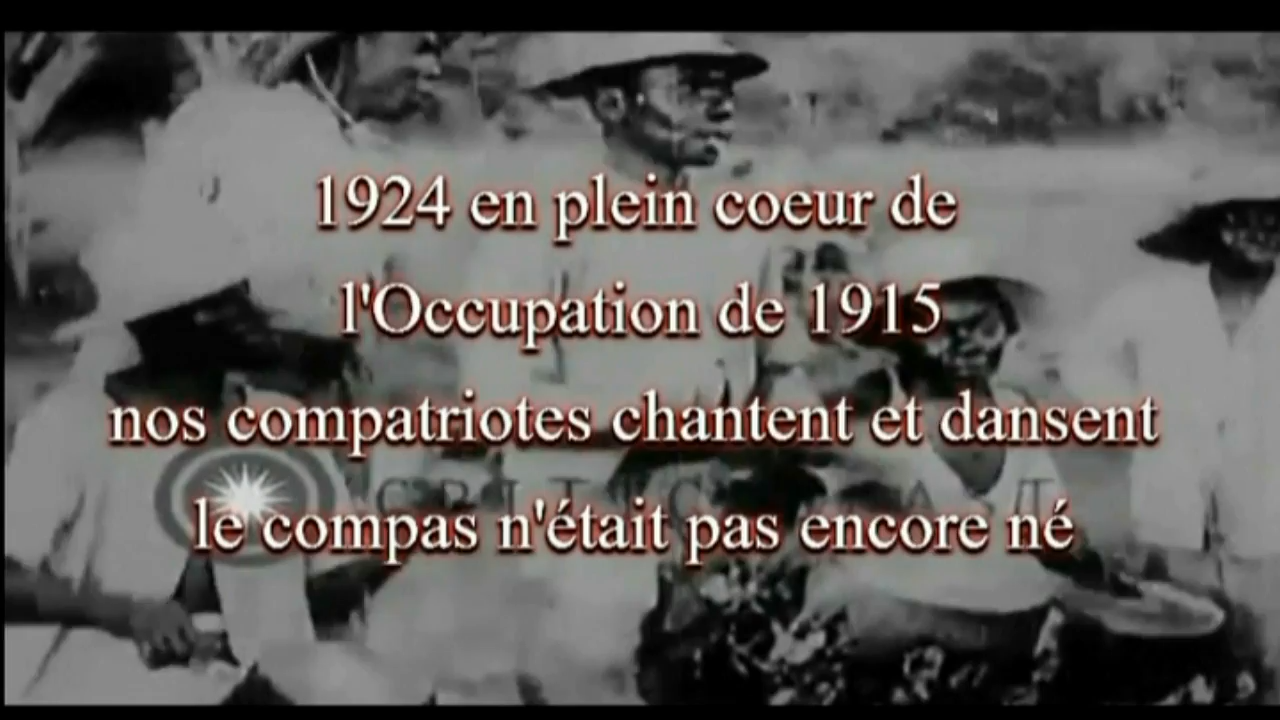 1924 en plein coeur de
l'Occupation de 1915
nos compatriotes chantent et dansent
le compas n'était pas encore né